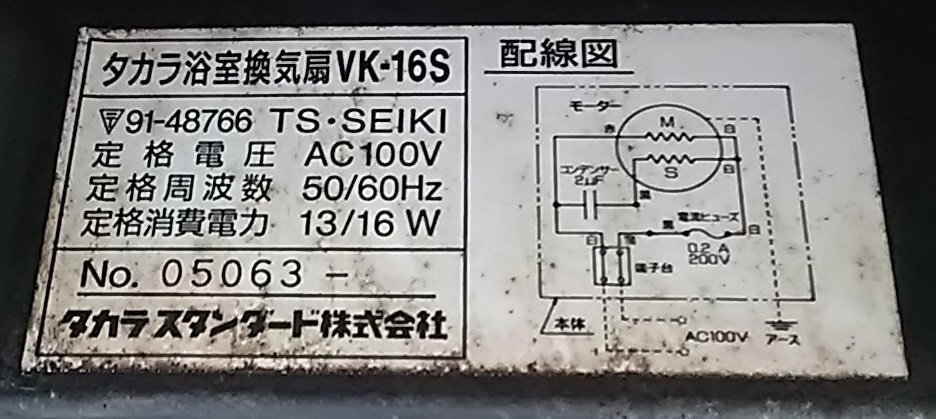 タカラ浴室換気扇VK-16S
91-48766 TS・SEIKI
定格電圧 AC100V
定格周波数 50/60Hz
定格消費電力 13/16 W
No. 05063 -
タカラスタンダード株式会社
配線図
モーター
赤 M 白
S
コンデンサー
2μF
黒
電流ヒューズ
黒 白
0.2A
200V
白
端子台
本体
AC100V
アース